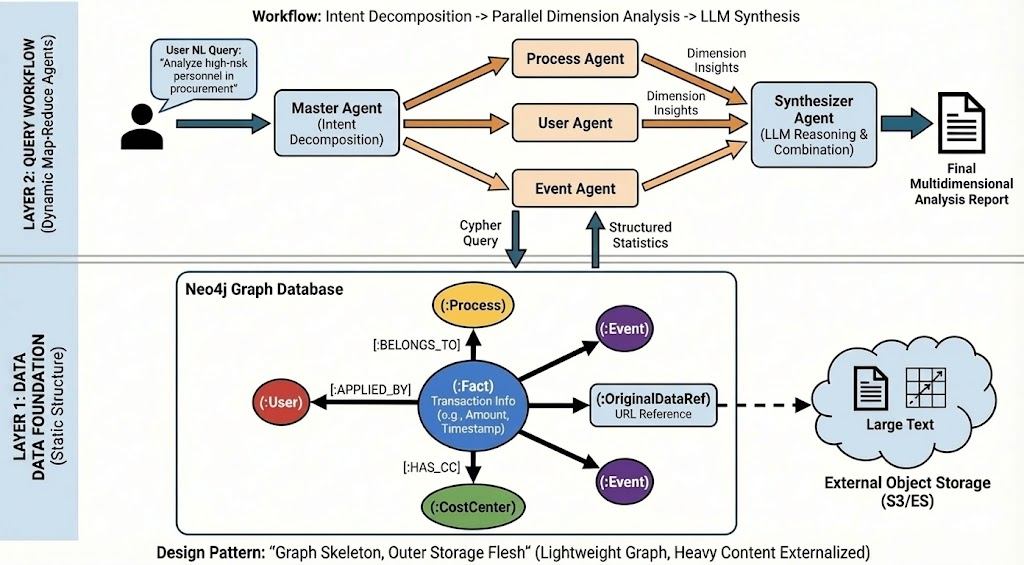 Workflow: Intent Decomposition -> Parallel Dimension Analysis -> LLM Synthesis
LAYER 2: QUERY WORKFLOW
(Dynamic Map-Reduce Agents)
User NL Query:
"Analyze high-nsk
personnel in
procurement"
Master Agent
(Intent
Decomposition)
Process Agent
User Agent
Event Agent
Dimension
Insights
Dimension
Insights
Synthesizer
Agent
(LLM Reasoning &
Combination)
Final
Multidimensional
Analysis Report
Cypher
Query
Structured
Statistics
LAYER 1: DATA
DATA FOUNDATION
(Static Structure)
Neo4j Graph Database
(:Process)
[:BELONGS_TO]
(:Event)
(:User)
[:APPLIED_BY]
(:Fact)
Transaction Info
(e.g., Amount,
Timestamp)
(:OriginalDataRef)
URL Reference
[:HAS_CC]
(:Event)
(:CostCenter)
Large Text
External Object Storage
(S3/ES)
Design Pattern: "Graph Skeleton, Outer Storage Flesh" (Lightweight Graph, Heavy Content Externalized)